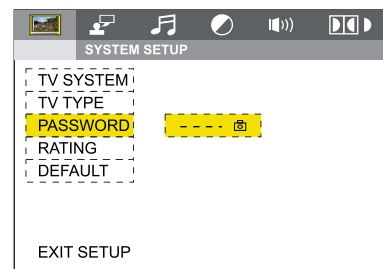 SYSTEM SETUP
TV SYSTEM
TV TYPE
PASSWORD - - - -
RATING
DEFAULT
EXIT SETUP